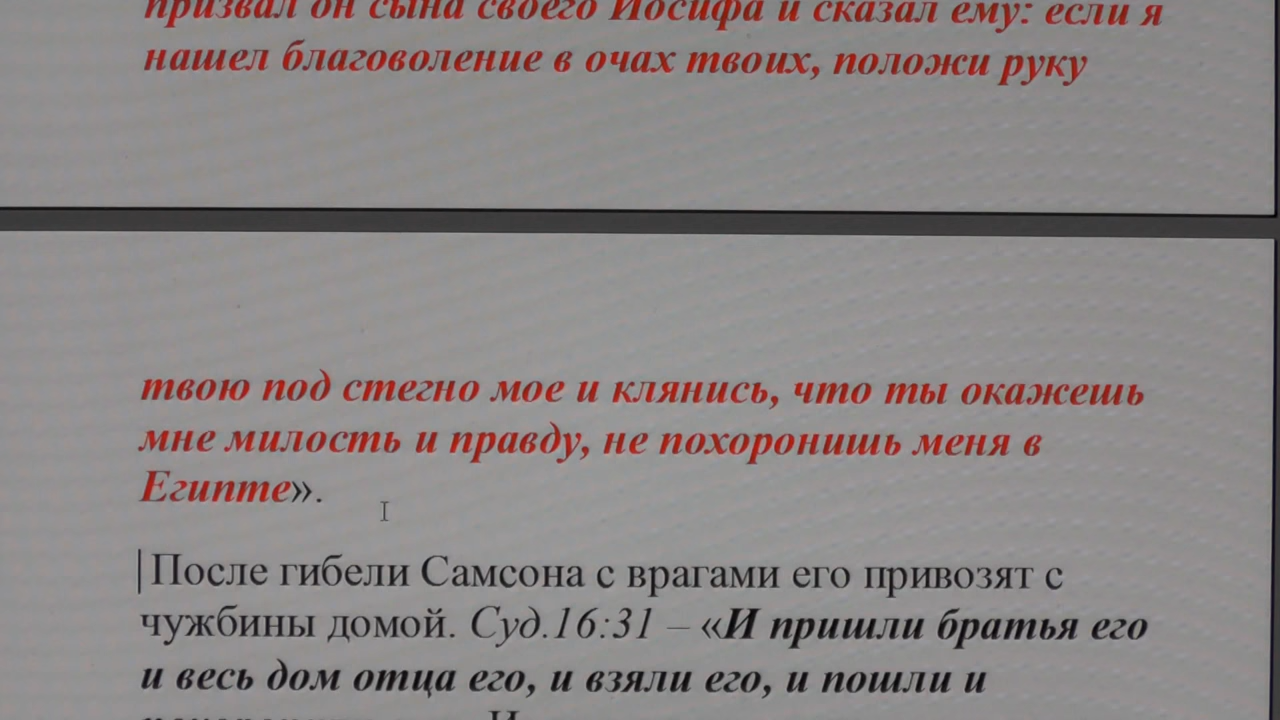 призвал он сына своего Иосифа и сказал ему: если я
нашел благоволение в очах твоих, положи руку
твою под стегно мое и клянись, что ты окажешь
мне милость и правду, не похоронишь меня в
Египте».
После гибели Самсона с врагами его привозят с
чужбины домой. Суд.16:31 – «И пришли братья его
и весь дом отца его, и взяли его, и пошли и